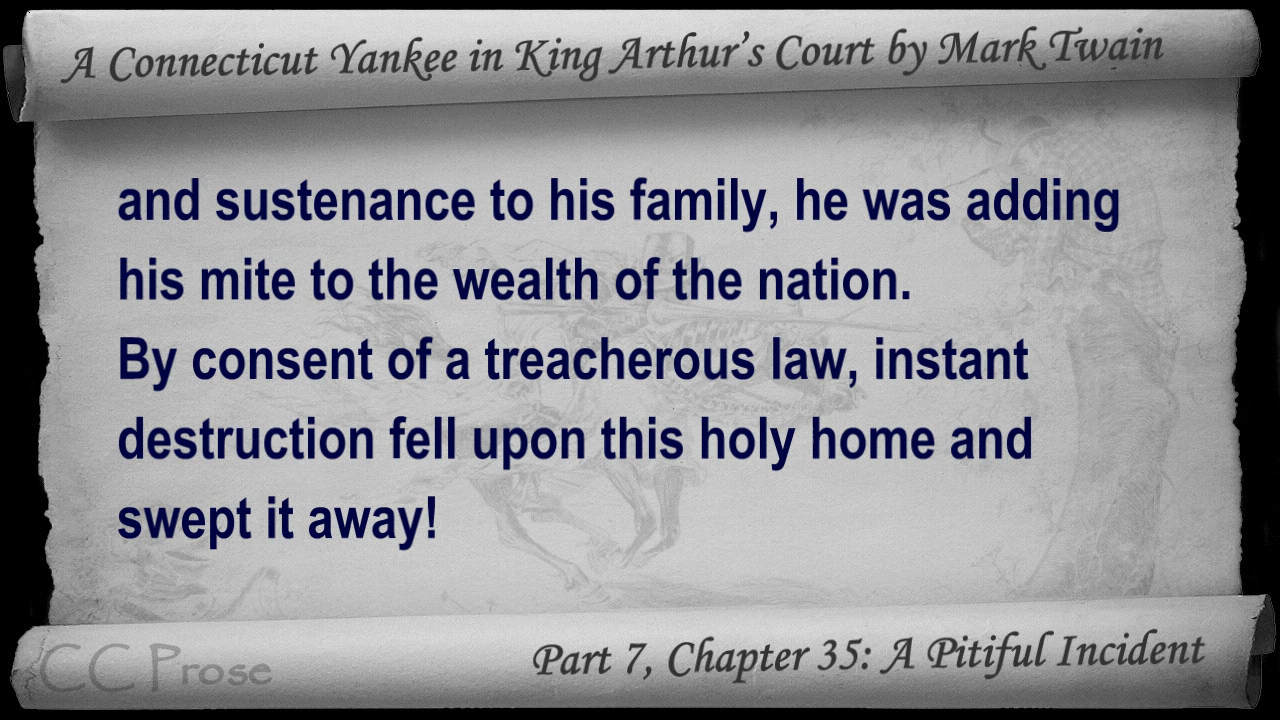 A Connecticut Yankee in King Arthur's Court by Mark Twain
and sustenance to his family, he was adding
his mite to the wealth of the nation.
By consent of a treacherous law, instant
destruction fell upon this holy home and
swept it away!
CC Prose
Part 7, Chapter 35: A Pitiful Incident